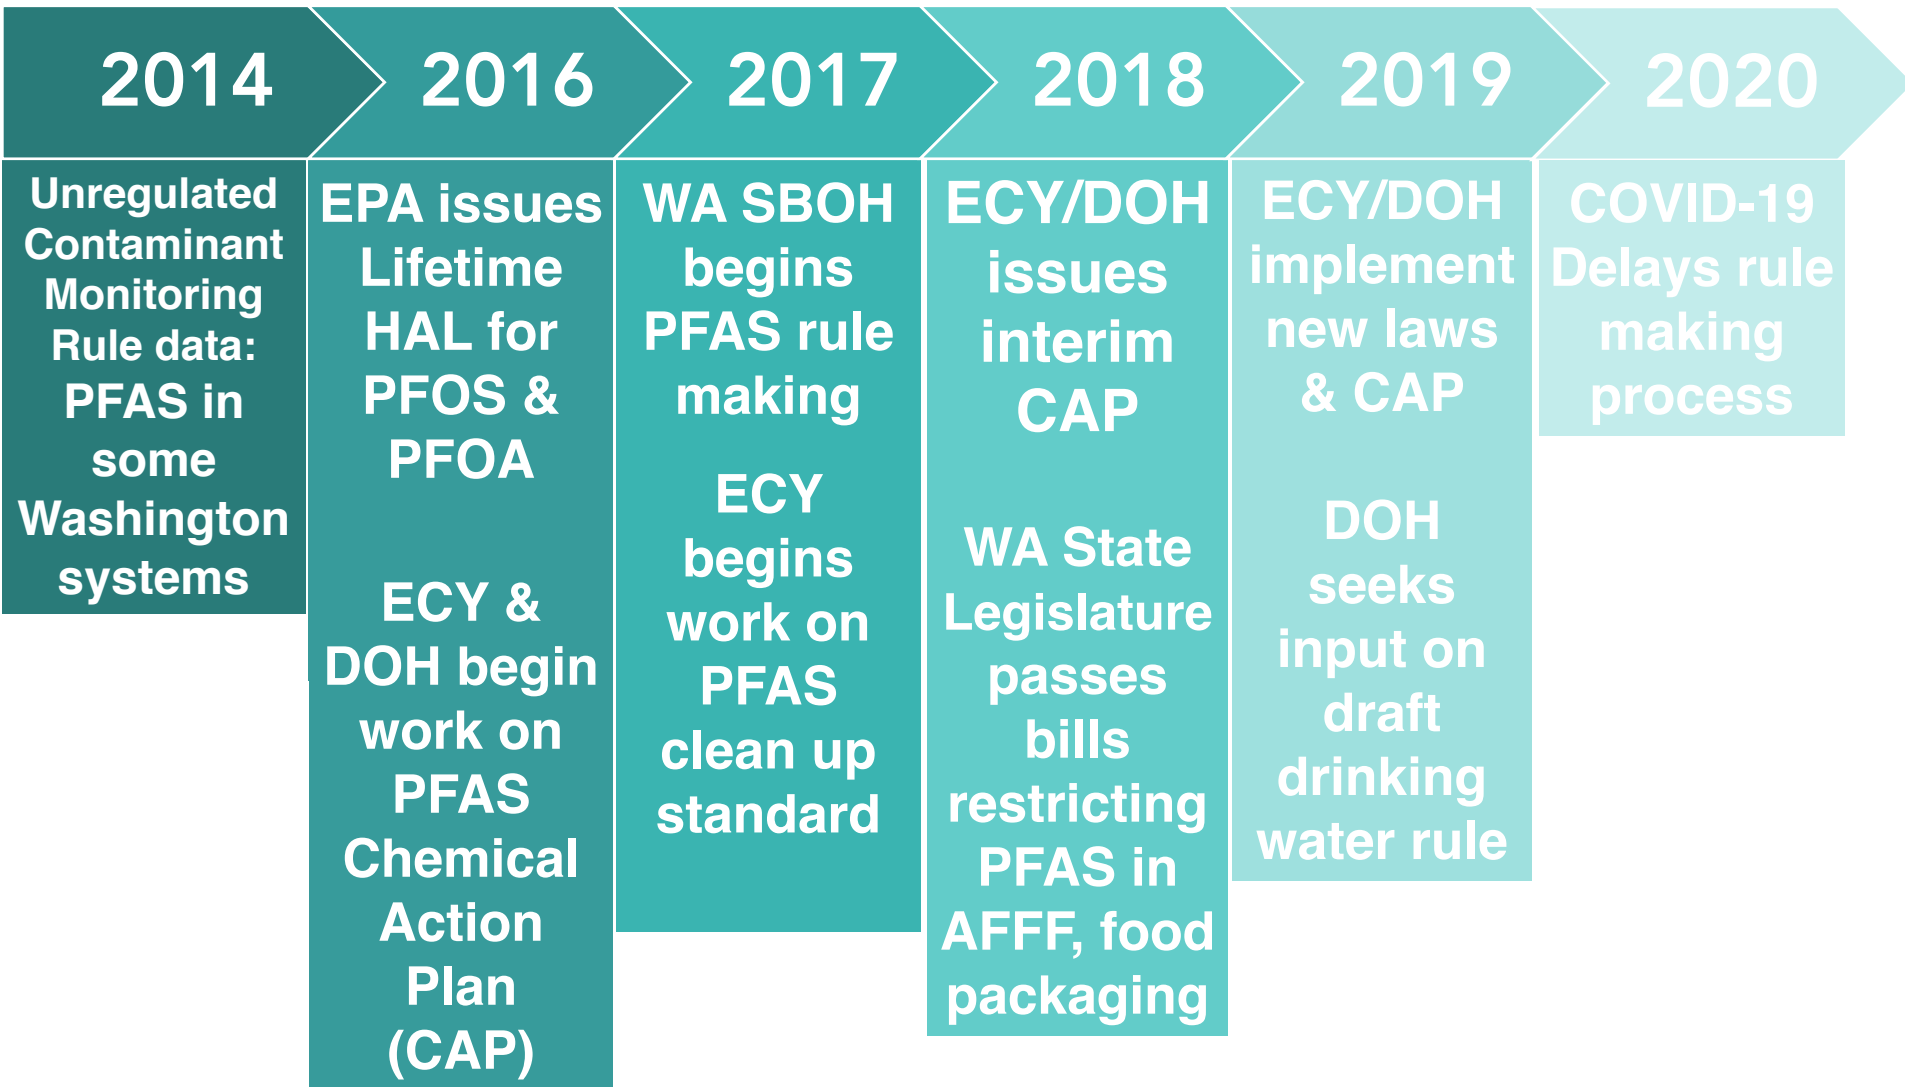 2014
2016
2017
2018
2019
2020
Unregulated
Contaminant
Monitoring
Rule data:
PFAS in
some
Washington
systems
EPA issues
Lifetime
HAL for
PFOS &
PFOA
ECY &
DOH begin
work on
PFAS
Chemical
Action
Plan
(CAP)
WA SBOH
begins
PFAS rule
making
ECY
begins
work on
PFAS
clean up
standard
ECY/DOH
issues
interim
CAP
WA State
Legislature
passes
bills
restricting
PFAS in
AFFF, food
packaging
ECY/DOH
implement
new laws
& CAP
DOH
seeks
input on
draft
drinking
water rule
COVID-19
Delays rule
making
process